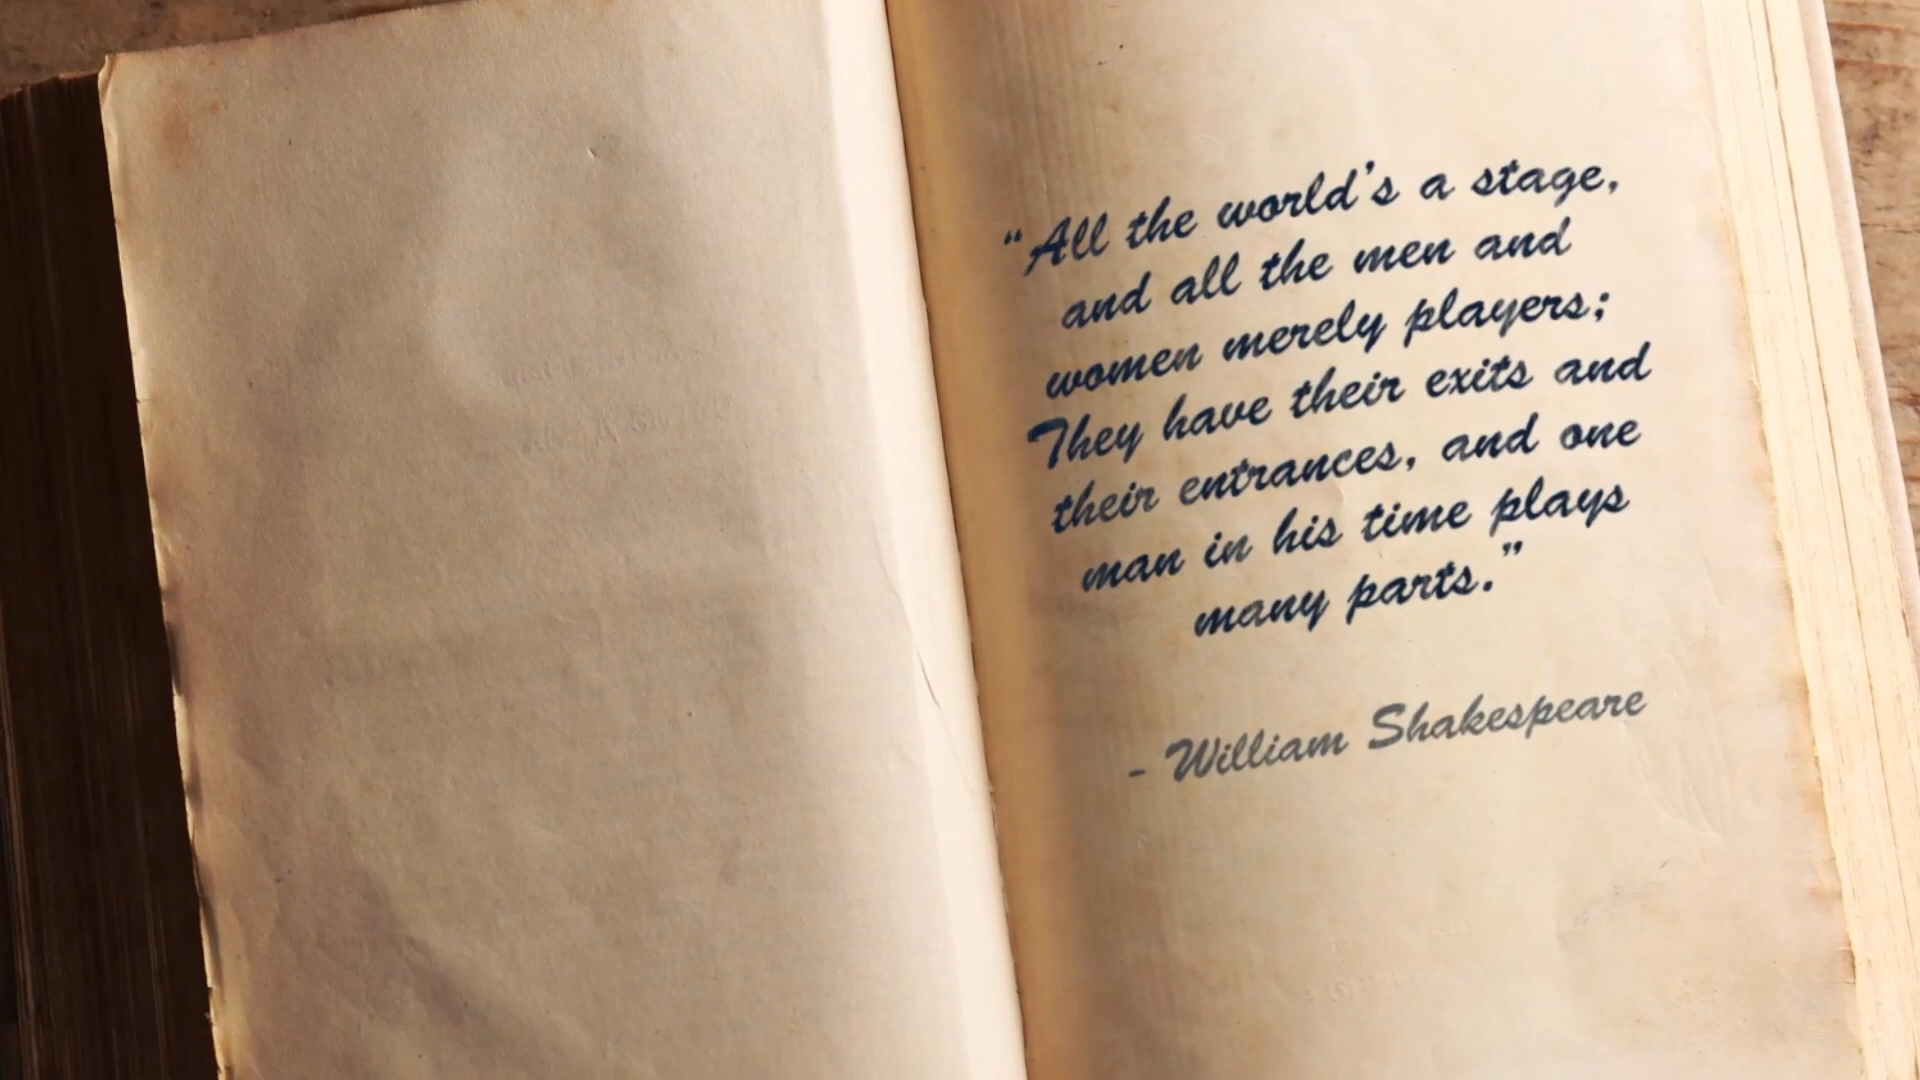 “All the world’s a stage,
and all the men and
women merely players;
They have their exits and
their entrances, and one
man in his time plays
many parts.”
- William Shakespeare